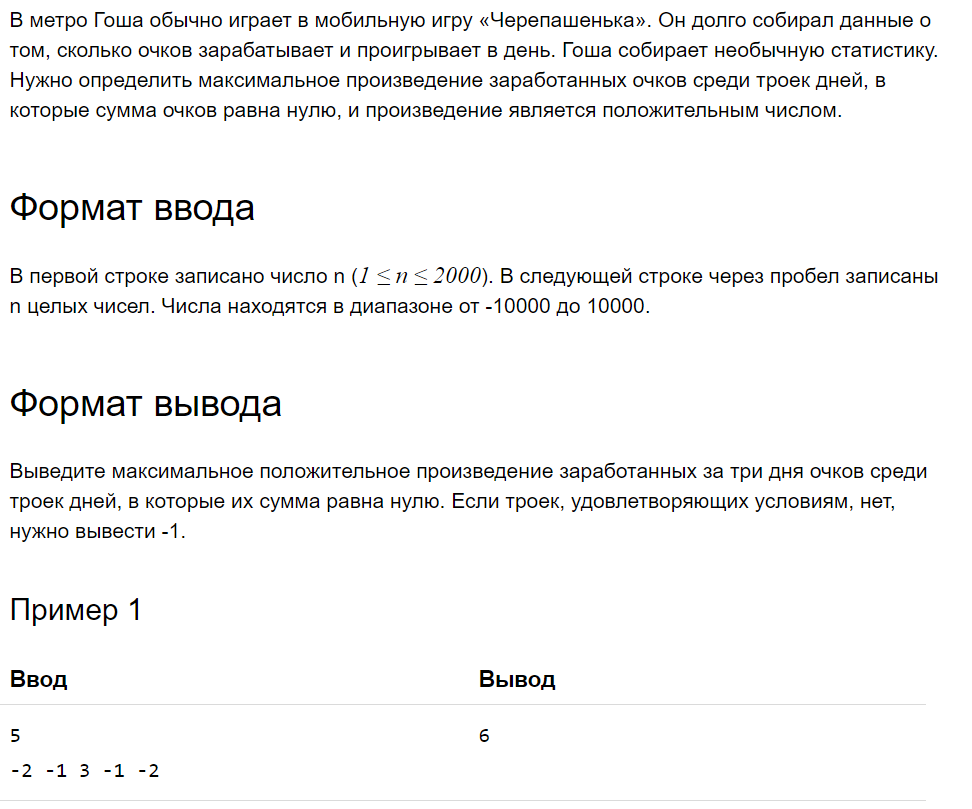 В метро Гоша обычно играет в мобильную игру «Черепашенька». Он долго собирал данные о
том, сколько очков зарабатывает и проигрывает в день. Гоша собирает необычную статистику.
Нужно определить максимальное произведение заработанных очков среди троек дней, в
которые сумма очков равна нулю, и произведение является положительным числом.
Формат ввода
В первой строке записано число n (1 ≤ n ≤ 2000). В следующей строке через пробел записаны
n целых чисел. Числа находятся в диапазоне от -10000 до 10000.
Формат вывода
Выведите максимальное положительное произведение заработанных за три дня очков среди
троек дней, в которые их сумма равна нулю. Если троек, удовлетворяющих условиям, нет,
нужно вывести -1.
Пример 1
Ввод Вывод
5 6
-2 -1 3 -1 -2